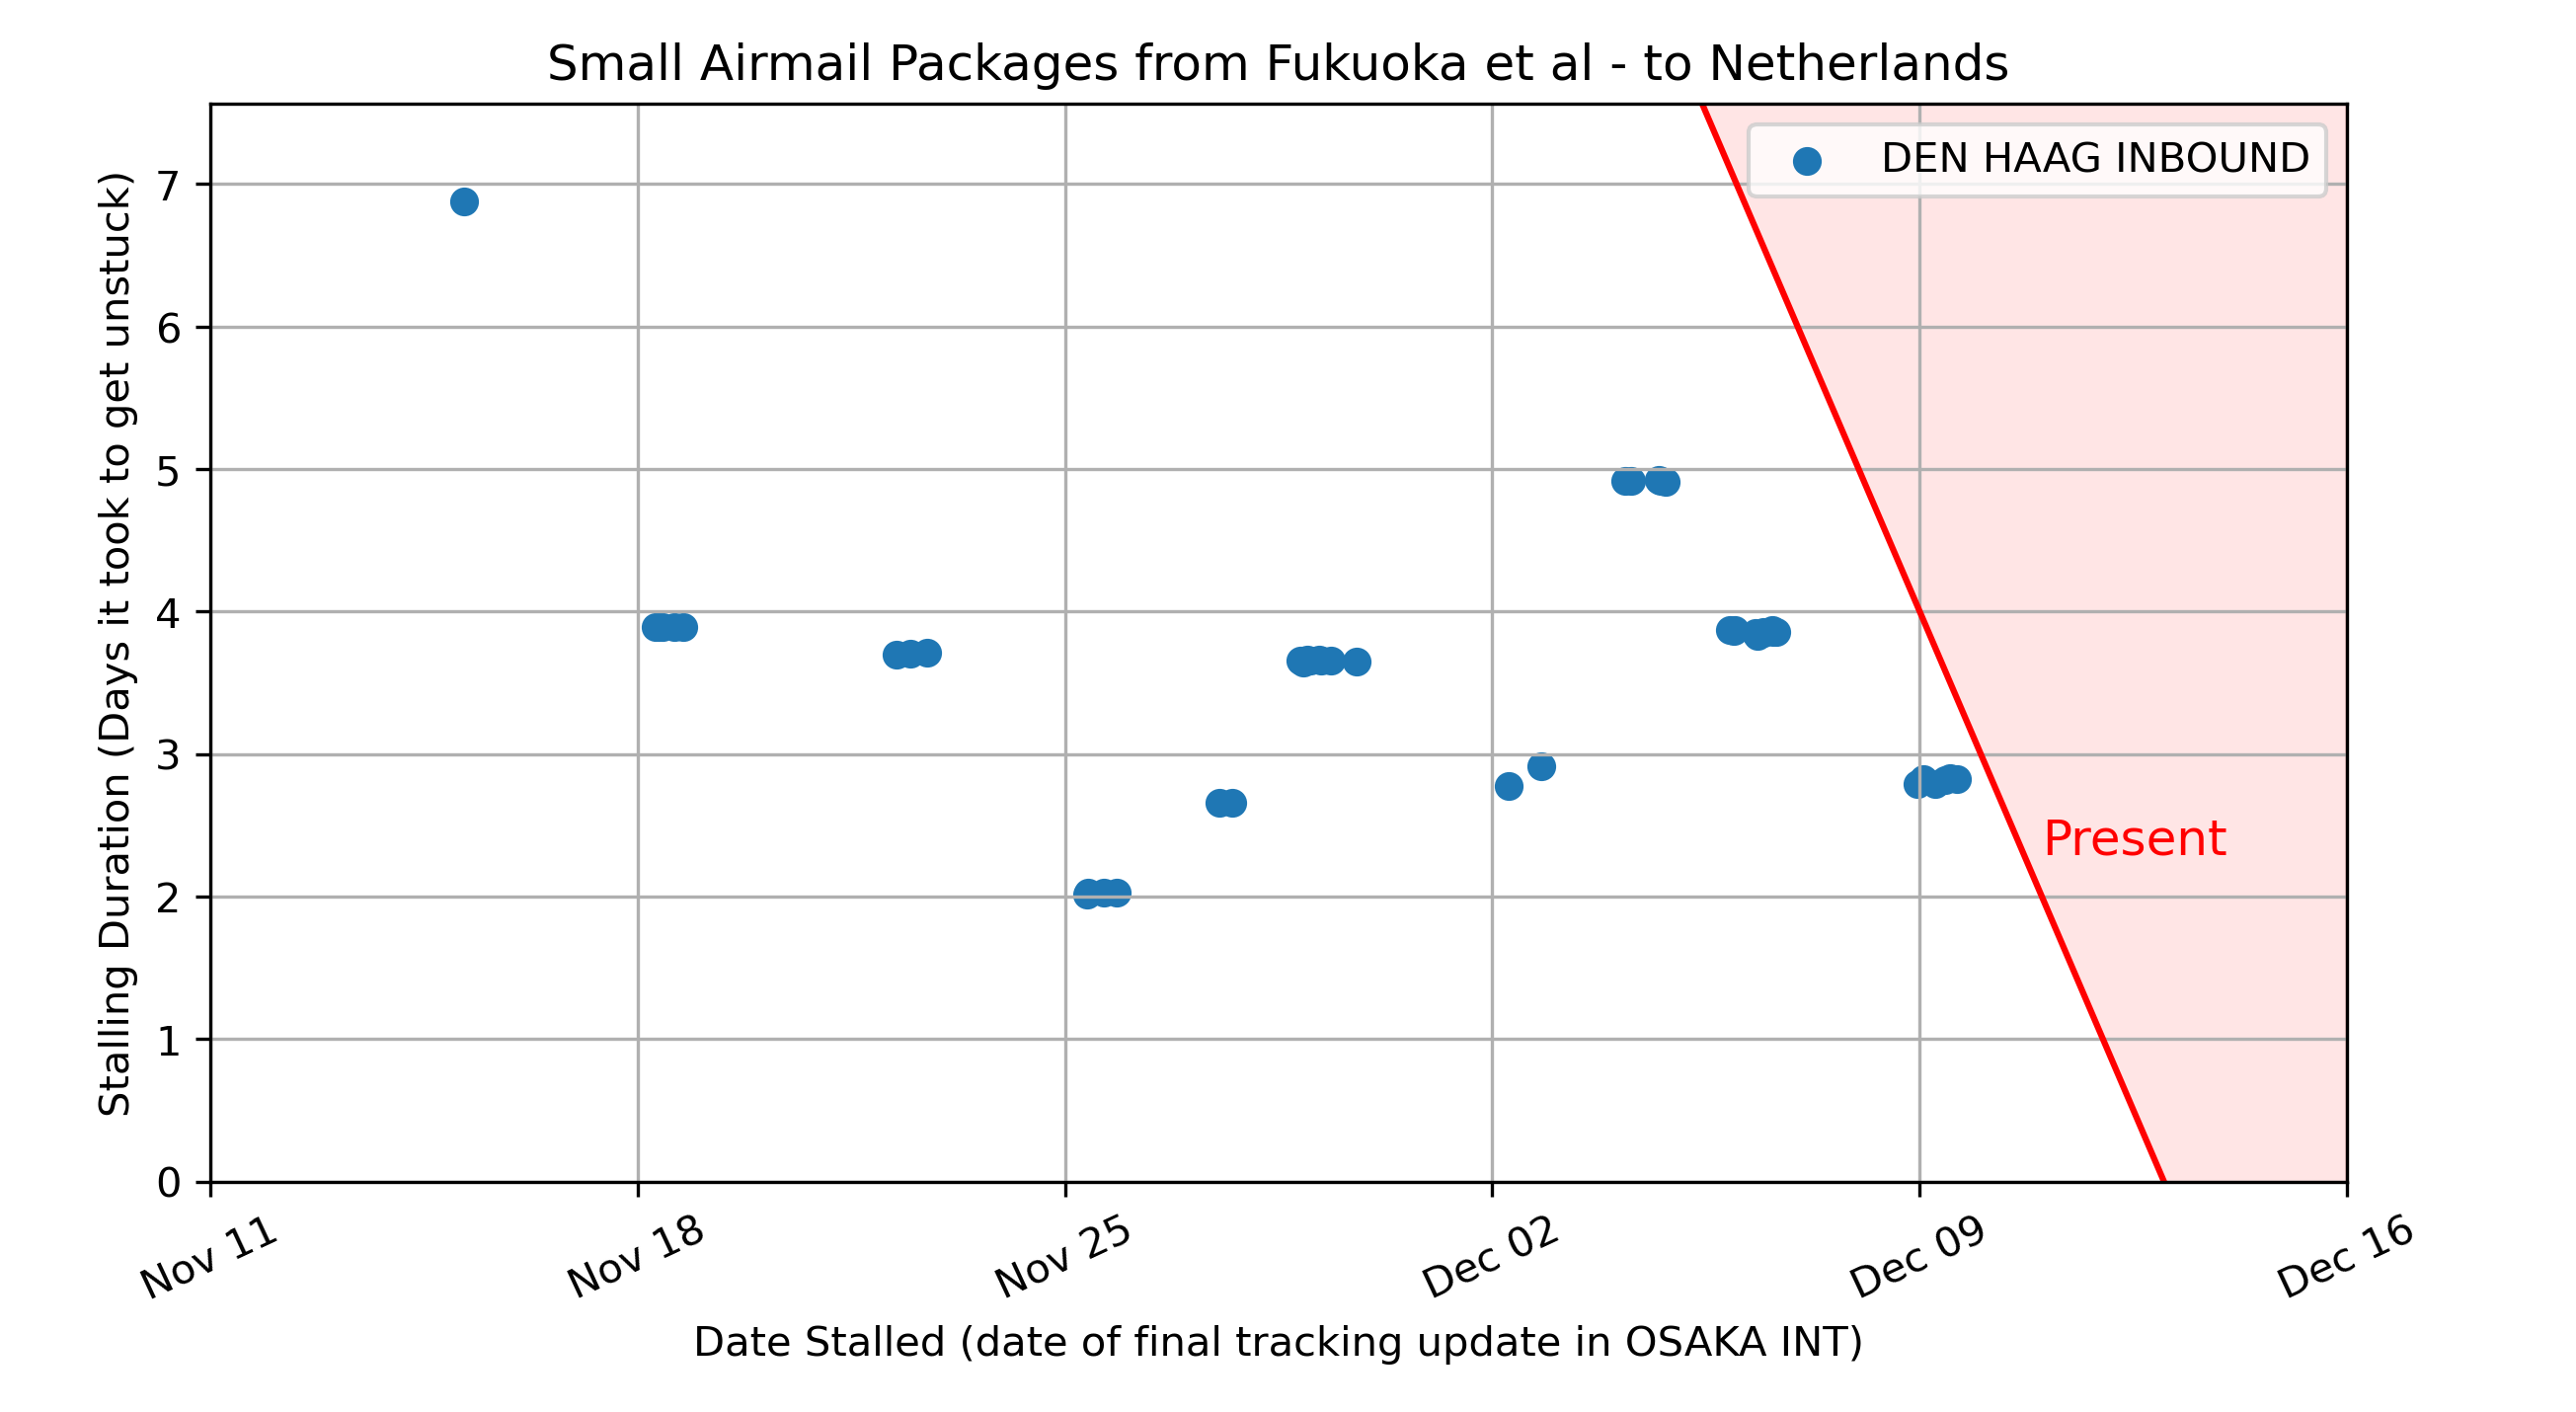 Small Airmail Packages from Fukuoka et al - to Netherlands
DEN HAAG INBOUND
Stalling Duration (Days it took to get unstuck)
7
6
5
4
3
2
1
0
Present
Nov 11
Nov 18
Nov 25
Dec 02
Dec 09
Dec 16
Date Stalled (date of final tracking update in OSAKA INT)